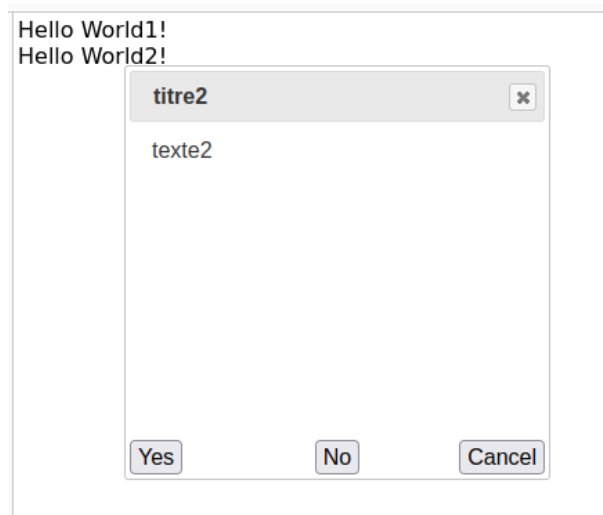 Hello World1!
Hello World2!
titre2
texte2
Yes No Cancel